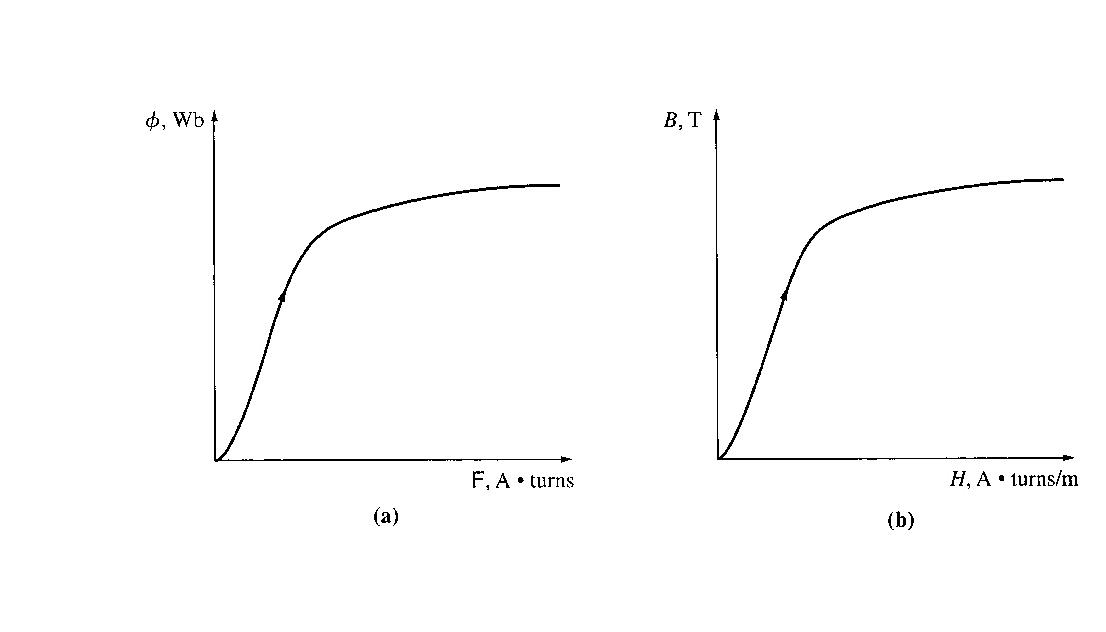 ϕ, Wb
F, A • turns
(a)
B, T
H, A • turns/m
(b)